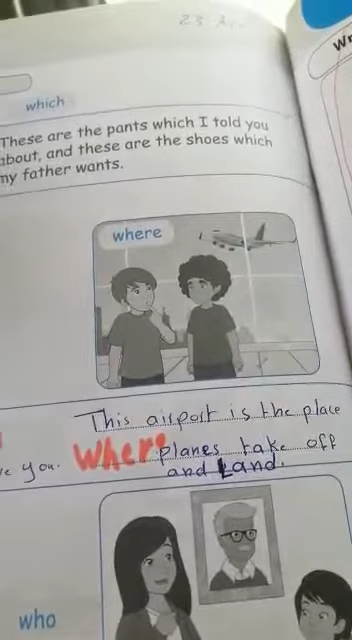 which
These are the pants which I told you
about, and these are the shoes which
my father wants.
where
This airport is the place
you. Where planes take off
and Land.
who